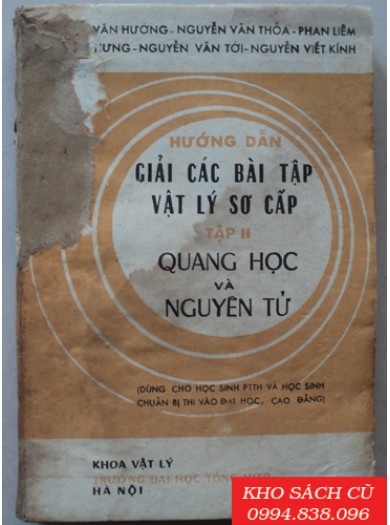 VĂN HƯỚNG - NGUYỄN VĂN THỎA - PHAN LIÊM
NGUYỄN VĂN TỚI - NGUYỄN VIẾT KÍNH
HƯỚNG DẪN
GIẢI CÁC BÀI TẬP
VẬT LÝ SƠ CẤP
TẬP II
QUANG HỌC
VÀ
NGUYÊN TỬ
(DÙNG CHO HỌC SINH PTTH VÀ HỌC SINH
CHUẨN BỊ THI VÀO ĐẠI HỌC, CAO ĐẲNG)
KHOA VẬT LÝ
TRƯỜNG ĐẠI HỌC TỔNG HỢP
HÀ NỘI
KHO SÁCH CŨ
0994.838.096